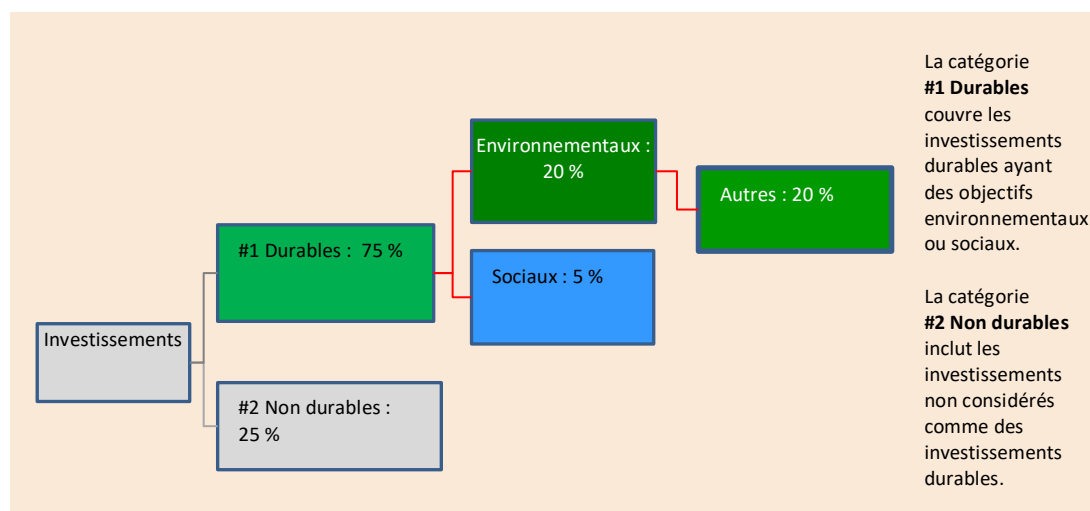 Investissements
#1 Durables :  75 %
#2 Non durables :
25 %
Environnementaux :
20 %
Sociaux : 5 %
Autres : 20 %
La catégorie
#1 Durables
couvre les
investissements
durables ayant
des objectifs
environnementaux
ou sociaux.
La catégorie
#2 Non durables
inclut les
investissements
non considérés
comme des
investissements
durables.